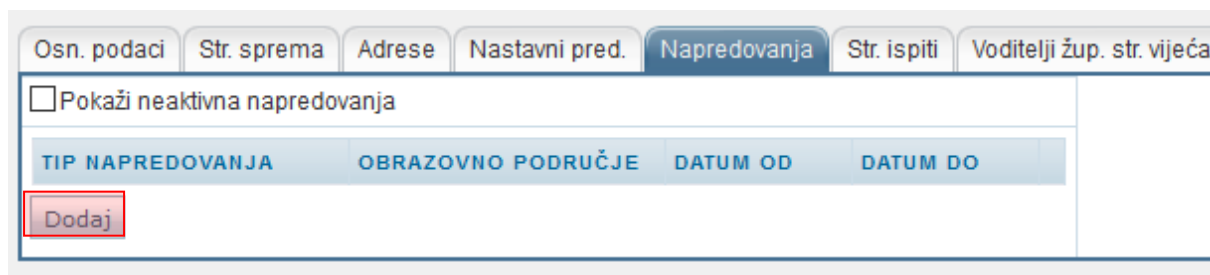 Osn. podaci Str. sprema Adrese Nastavni pred. Napredovanja Str. ispiti Voditelji žup. str. vijeća
Pokaži neaktivna napredovanja
TIP NAPREDOVANJA OBRAZOVNO PODRUČJE DATUM OD DATUM DO
Dodaj